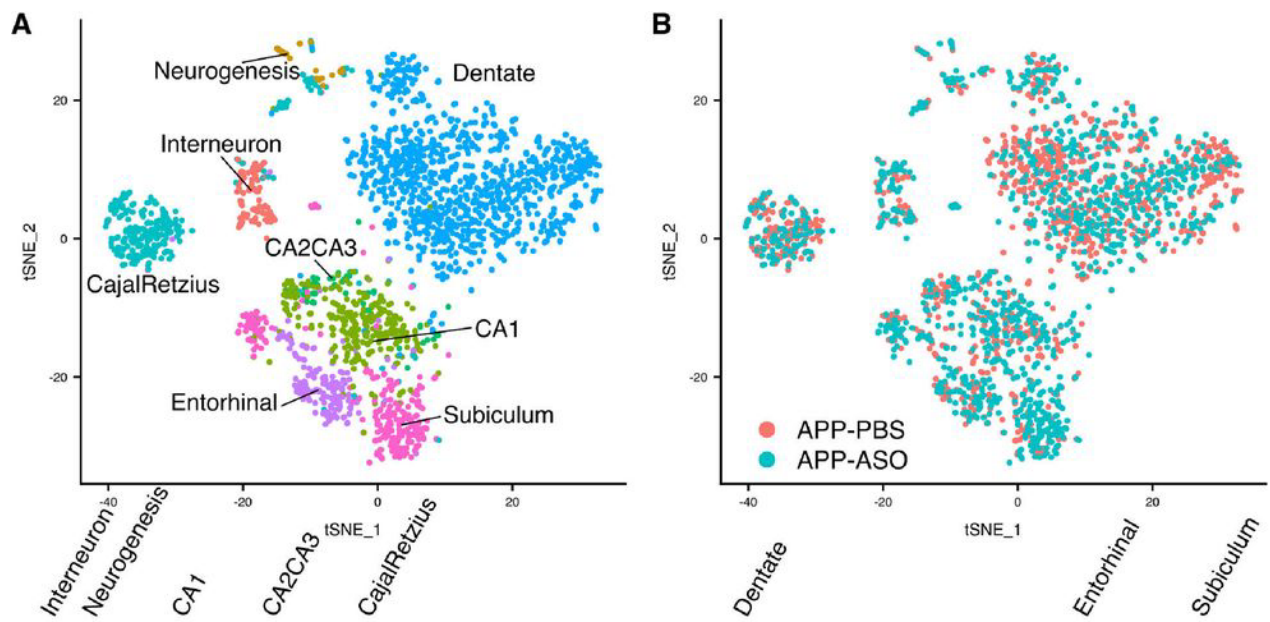 A
B
Neurogenesis
Dentate
20
20
Interneuron
tSNE_2
0
CA2CA3
CajalRetzius
CA1
-20
Entorhinal
Subiculum
tSNE_2
0
-20
APP-PBS
APP-ASO
-40
-20
0
20
tSNE_1
-40
-20
0
20
tSNE_1
Interneuron
Neurogenesis
CA1
CA2CA3
CajalRetzius
Dentate
Entorhinal
Subiculum